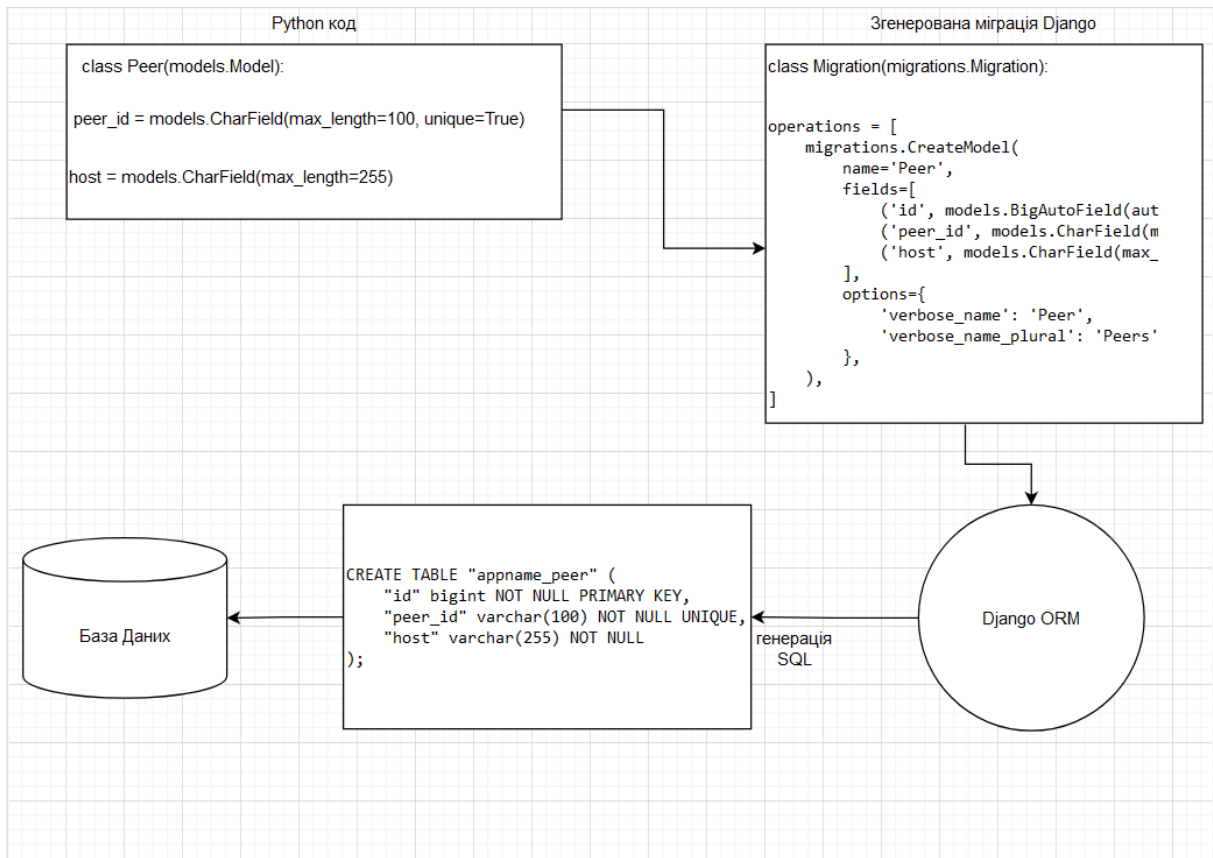 Python код
class Peer(models.Model):
peer_id = models.CharField(max_length=100, unique=True)
host = models.CharField(max_length=255)
Згенерована міграція Django
class Migration(migrations.Migration):
operations = [
    migrations.CreateModel(
        name='Peer',
        fields=[
            ('id', models.BigAutoField(aut
            ('peer_id', models.CharField(m
            ('host', models.CharField(max_
        ],
        options={
            'verbose_name': 'Peer',
            'verbose_name_plural': 'Peers'
        },
    ),
]
Django ORM
генерація
SQL
CREATE TABLE "appname_peer" (
    "id" bigint NOT NULL PRIMARY KEY,
    "peer_id" varchar(100) NOT NULL UNIQUE,
    "host" varchar(255) NOT NULL
);
База Даних